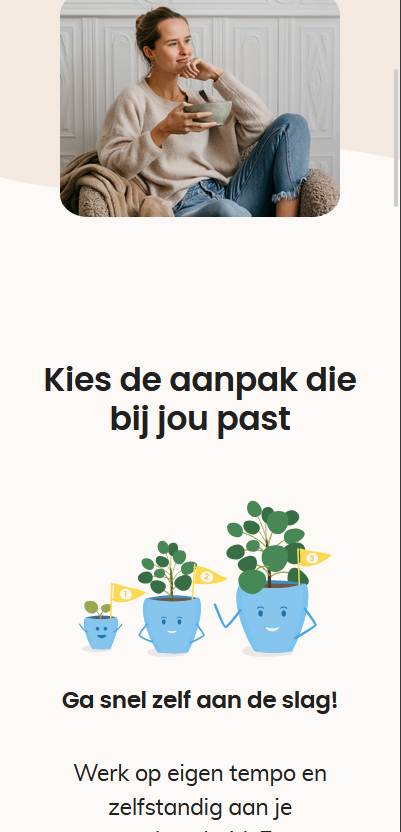 Kies de aanpak die
bij jou past
1
2
3
Ga snel zelf aan de slag!
Werk op eigen tempo en
zelfstandig aan je